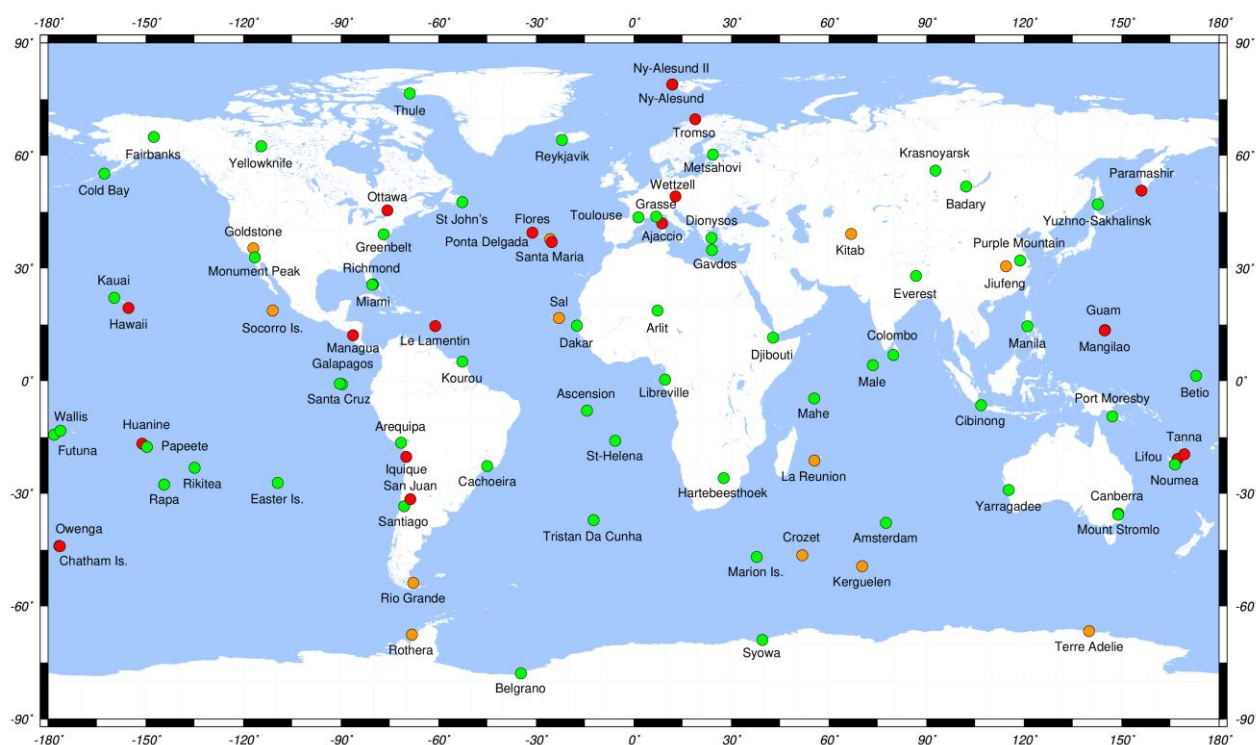 -180° -150° -120° -90° -60° -30° 0° 30° 60° 90° 120° 150° 180°
90° 90°
Ny-Alesund II
Thule
Ny-Alesund
Tromso
Fairbanks
Yellowknife
Reykjavik
Metsahovi
60° 60°
Krasnoyarsk
Cold Bay
Badary
Paramashir
Ottawa
Wettzell
St John's
Grasse
Toulouse
Flores
Dionysos
Yuzhno-Sakhalinsk
Goldstone
Greenbelt
Ponta Delgada
Ajaccio
Kitab
Purple Mountain
Santa Maria
Gavdos
Monument Peak
Richmond
Jiufeng
30° 30°
Kauai
Miami
Everest
Hawaii
Socorro Is.
Sal
Arlit
Guam
Managua
Le Lamentin
Dakar
Djibouti
Colombo
Manila
Mangilao
Galapagos
Kourou
Male
0° 0°
Santa Cruz
Ascension
Libreville
Mahe
Cibinong
Port Moresby
Betio
Wallis
Huanine
Papeete
Arequipa
Tanna
Futuna
Iquique
St-Helena
La Reunion
Lifou
Noumea
Rapa
Rikitea
Easter Is.
San Juan
Cachoeira
Hartebeesthoek
Yarragadee
Canberra
-30° -30°
Santiago
Tristan Da Cunha
Amsterdam
Mount Stromlo
Owenga
Crozet
Chatham Is.
Marion Is.
Kerguelen
Rio Grande
-60° -60°
Rothera
Syowa
Terre Adelie
Belgrano
-90° -90°
-180° -150° -120° -90° -60° -30° 0° 30° 60° 90° 120° 150° 180°